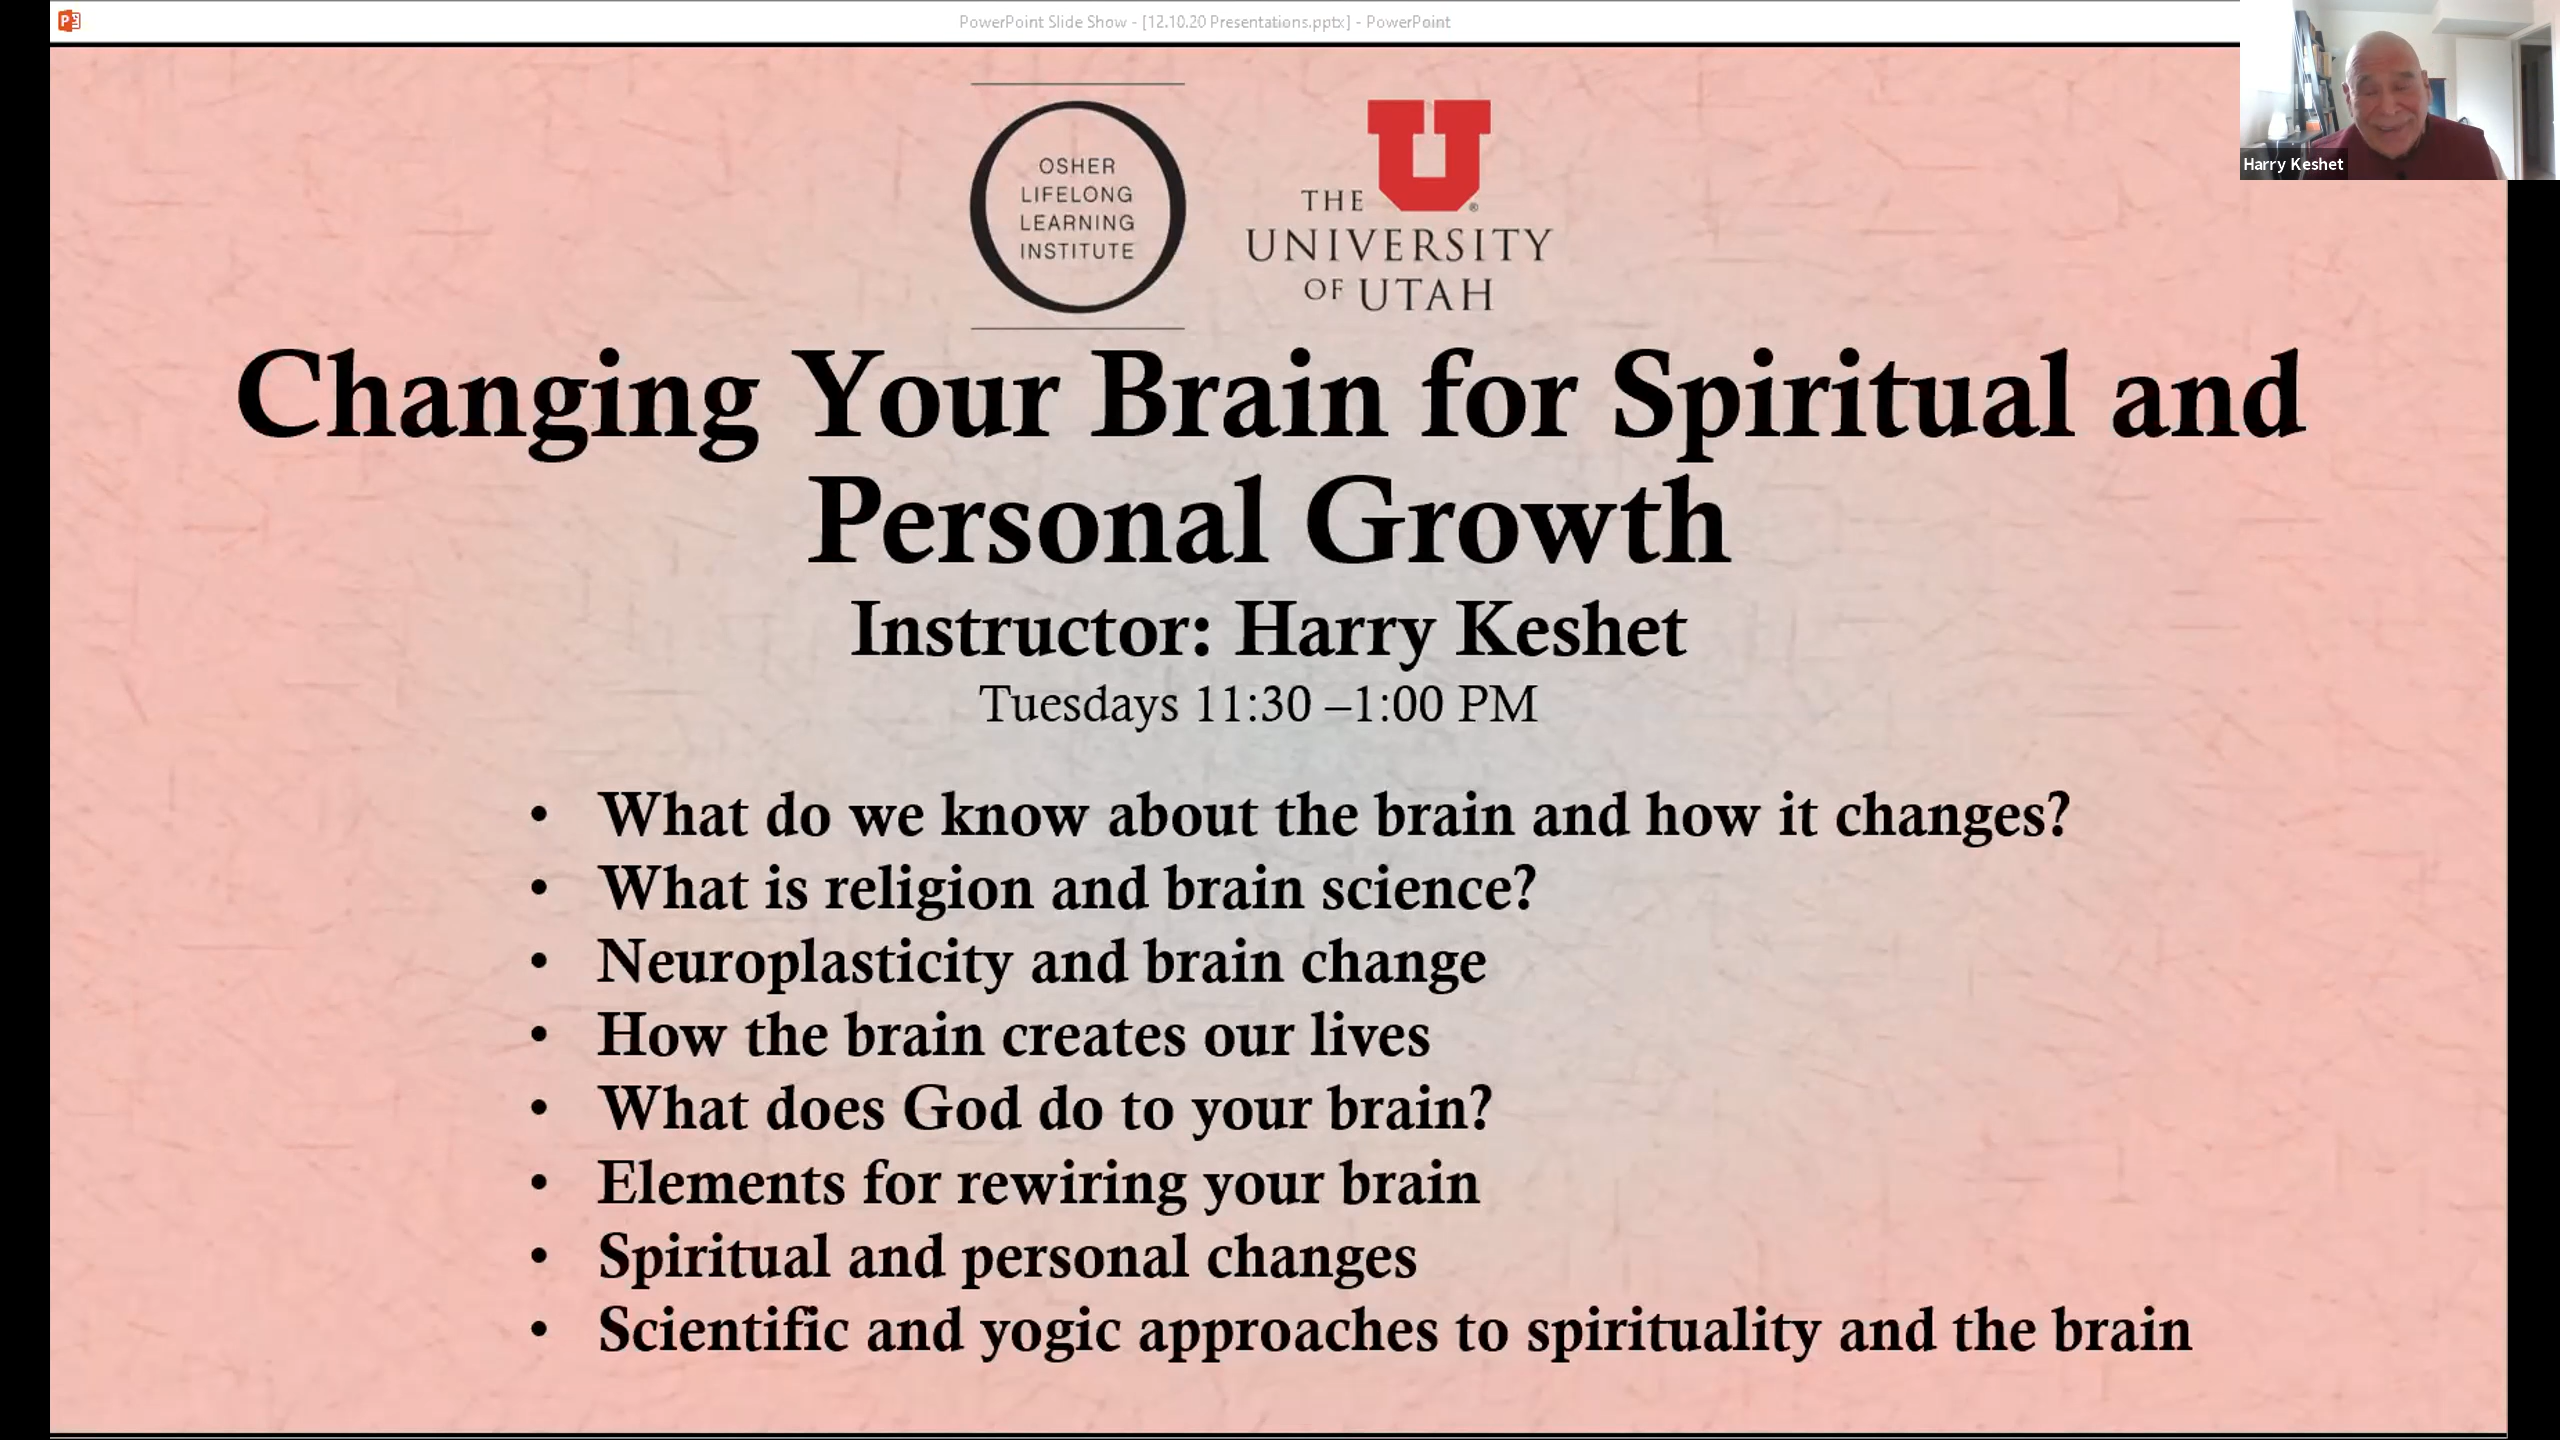 PowerPoint Slide Show - [12.10.20 Presentations.pptx] - PowerPoint
Harry Keshet
OSHER
LIFELONG
LEARNING
INSTITUTE
U
THE
UNIVERSITY
OF UTAH
Changing Your Brain for Spiritual and
Personal Growth
Instructor: Harry Keshet
Tuesdays 11:30 –1:00 PM
• What do we know about the brain and how it changes?
• What is religion and brain science?
• Neuroplasticity and brain change
• How the brain creates our lives
• What does God do to your brain?
• Elements for rewiring your brain
• Spiritual and personal changes
• Scientific and yogic approaches to spirituality and the brain